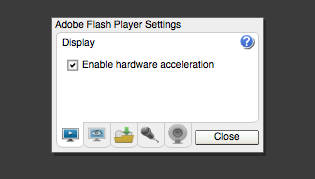 Adobe Flash Player Settings
Display
?
Enable hardware acceleration
Close